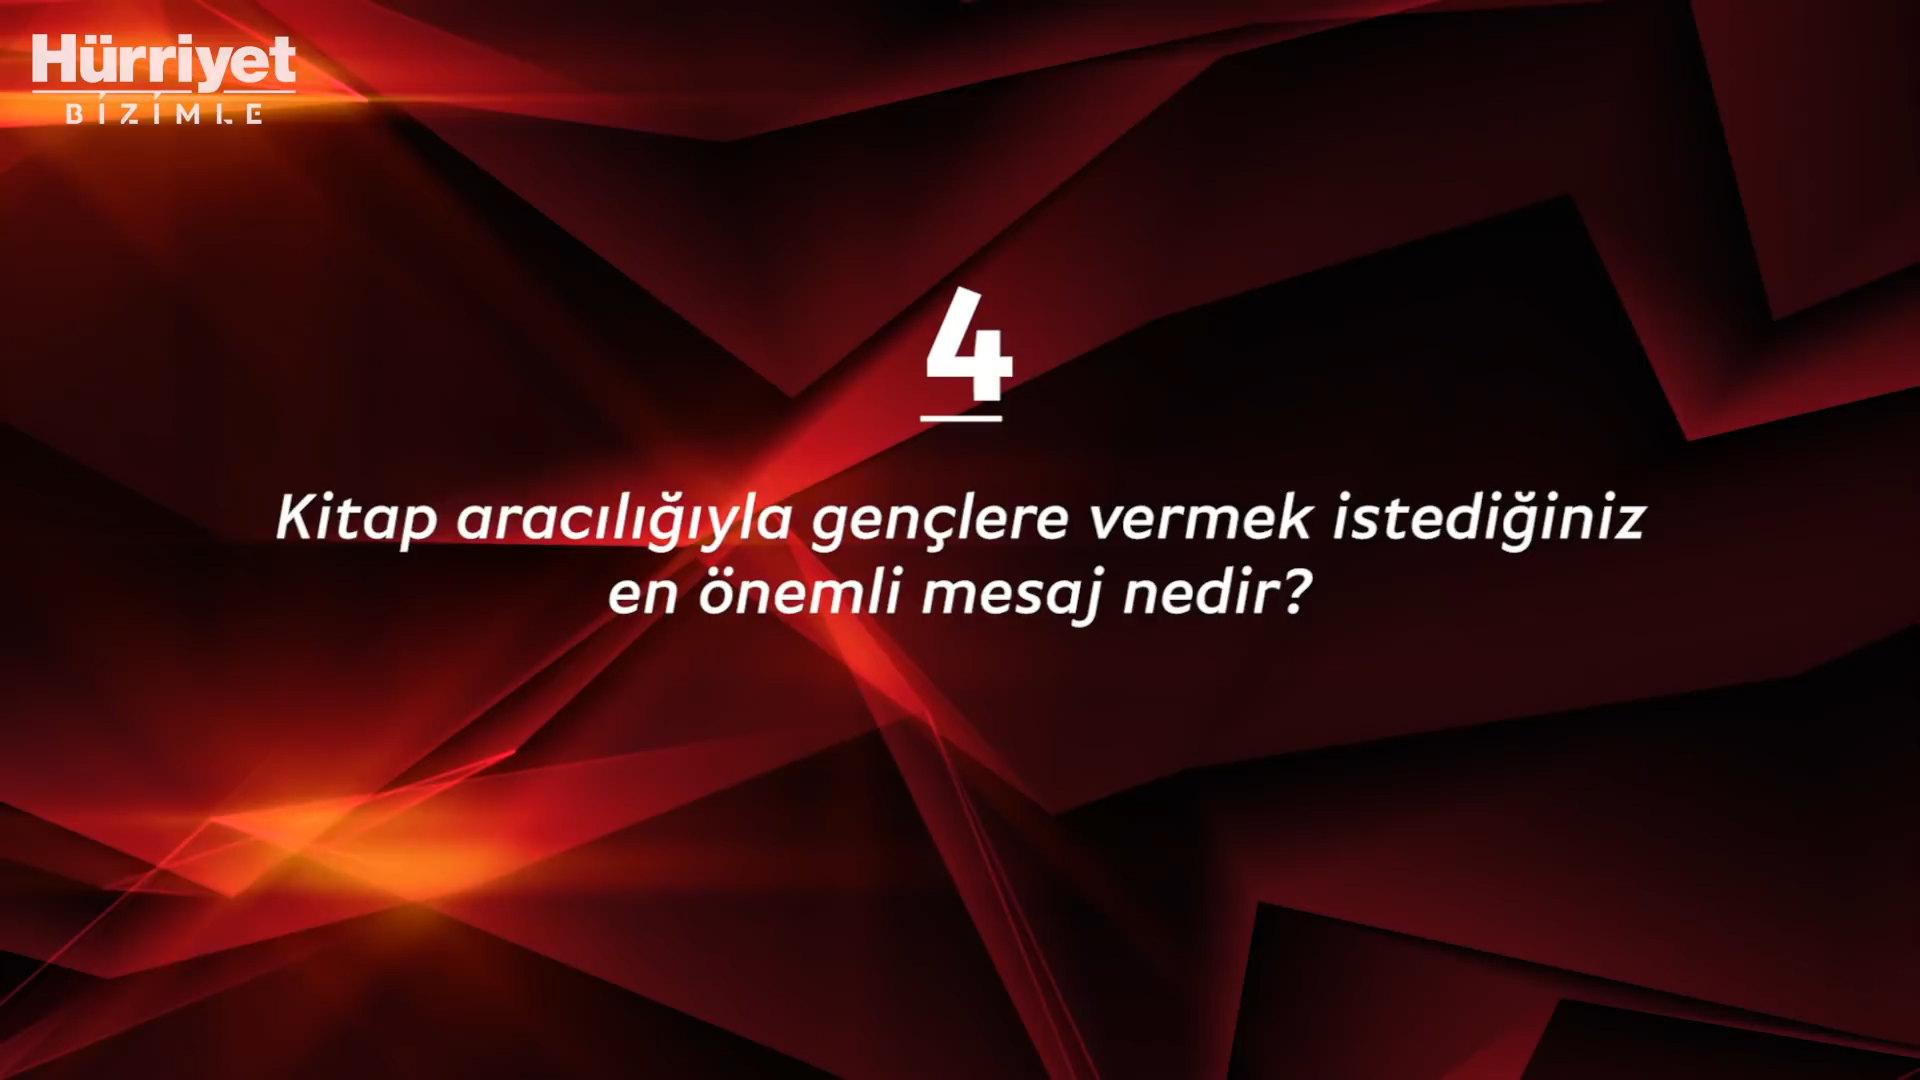 Hürriyet
BİZİMLE
4
Kitap aracılığıyla gençlere vermek istediğiniz
en önemli mesaj nedir?